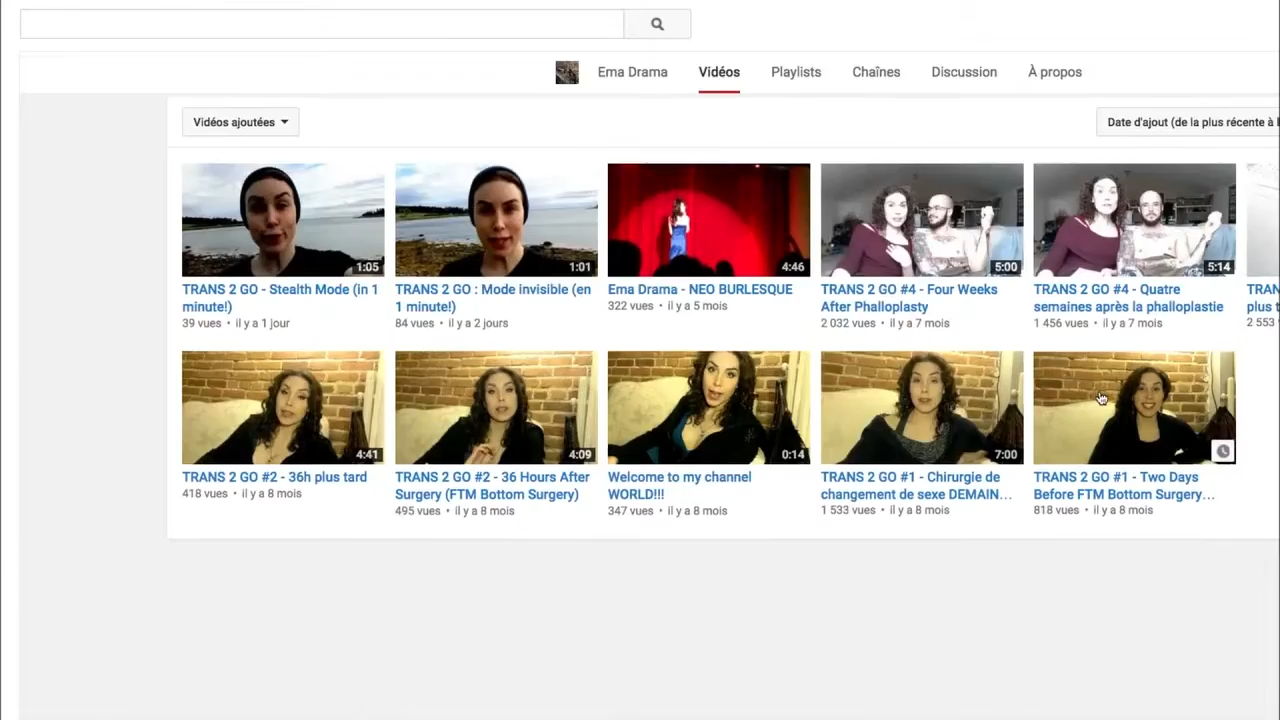 Ema Drama Vidéos Playlists Chaînes Discussion À propos
Vidéos ajoutées
Date d'ajout (de la plus récente à
1:05
1:01
4:46
5:00
5:14
TRANS 2 GO - Stealth Mode (in 1
minute!)
39 vues • il y a 1 jour
TRANS 2 GO : Mode invisible (en
1 minute!)
84 vues • il y a 2 jours
Ema Drama - NEO BURLESQUE
322 vues • il y a 5 mois
TRANS 2 GO #4 - Four Weeks
After Phalloplasty
2 032 vues • il y a 7 mois
TRANS 2 GO #4 - Quatre
semaines après la phalloplastie
1 456 vues • il y a 7 mois
TRAN
plus t
2 553
4:41
4:09
0:14
7:00
TRANS 2 GO #2 - 36h plus tard
418 vues • il y a 8 mois
TRANS 2 GO #2 - 36 Hours After
Surgery (FTM Bottom Surgery)
495 vues • il y a 8 mois
Welcome to my channel
WORLD!!!
347 vues • il y a 8 mois
TRANS 2 GO #1 - Chirurgie de
changement de sexe DEMAIN...
1 533 vues • il y a 8 mois
TRANS 2 GO #1 - Two Days
Before FTM Bottom Surgery...
818 vues • il y a 8 mois